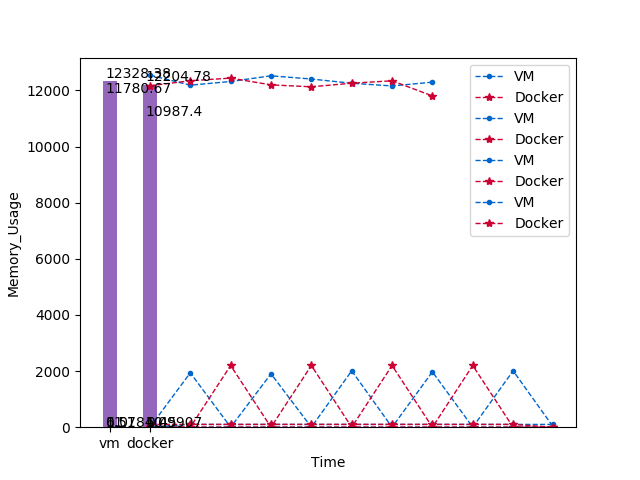 12328.38
12204.78
11780.67
10987.4
VM
Docker
VM
Docker
VM
Docker
VM
Docker
12000
10000
8000
6000
4000
2000
0
Memory_Usage
vm
docker
Time